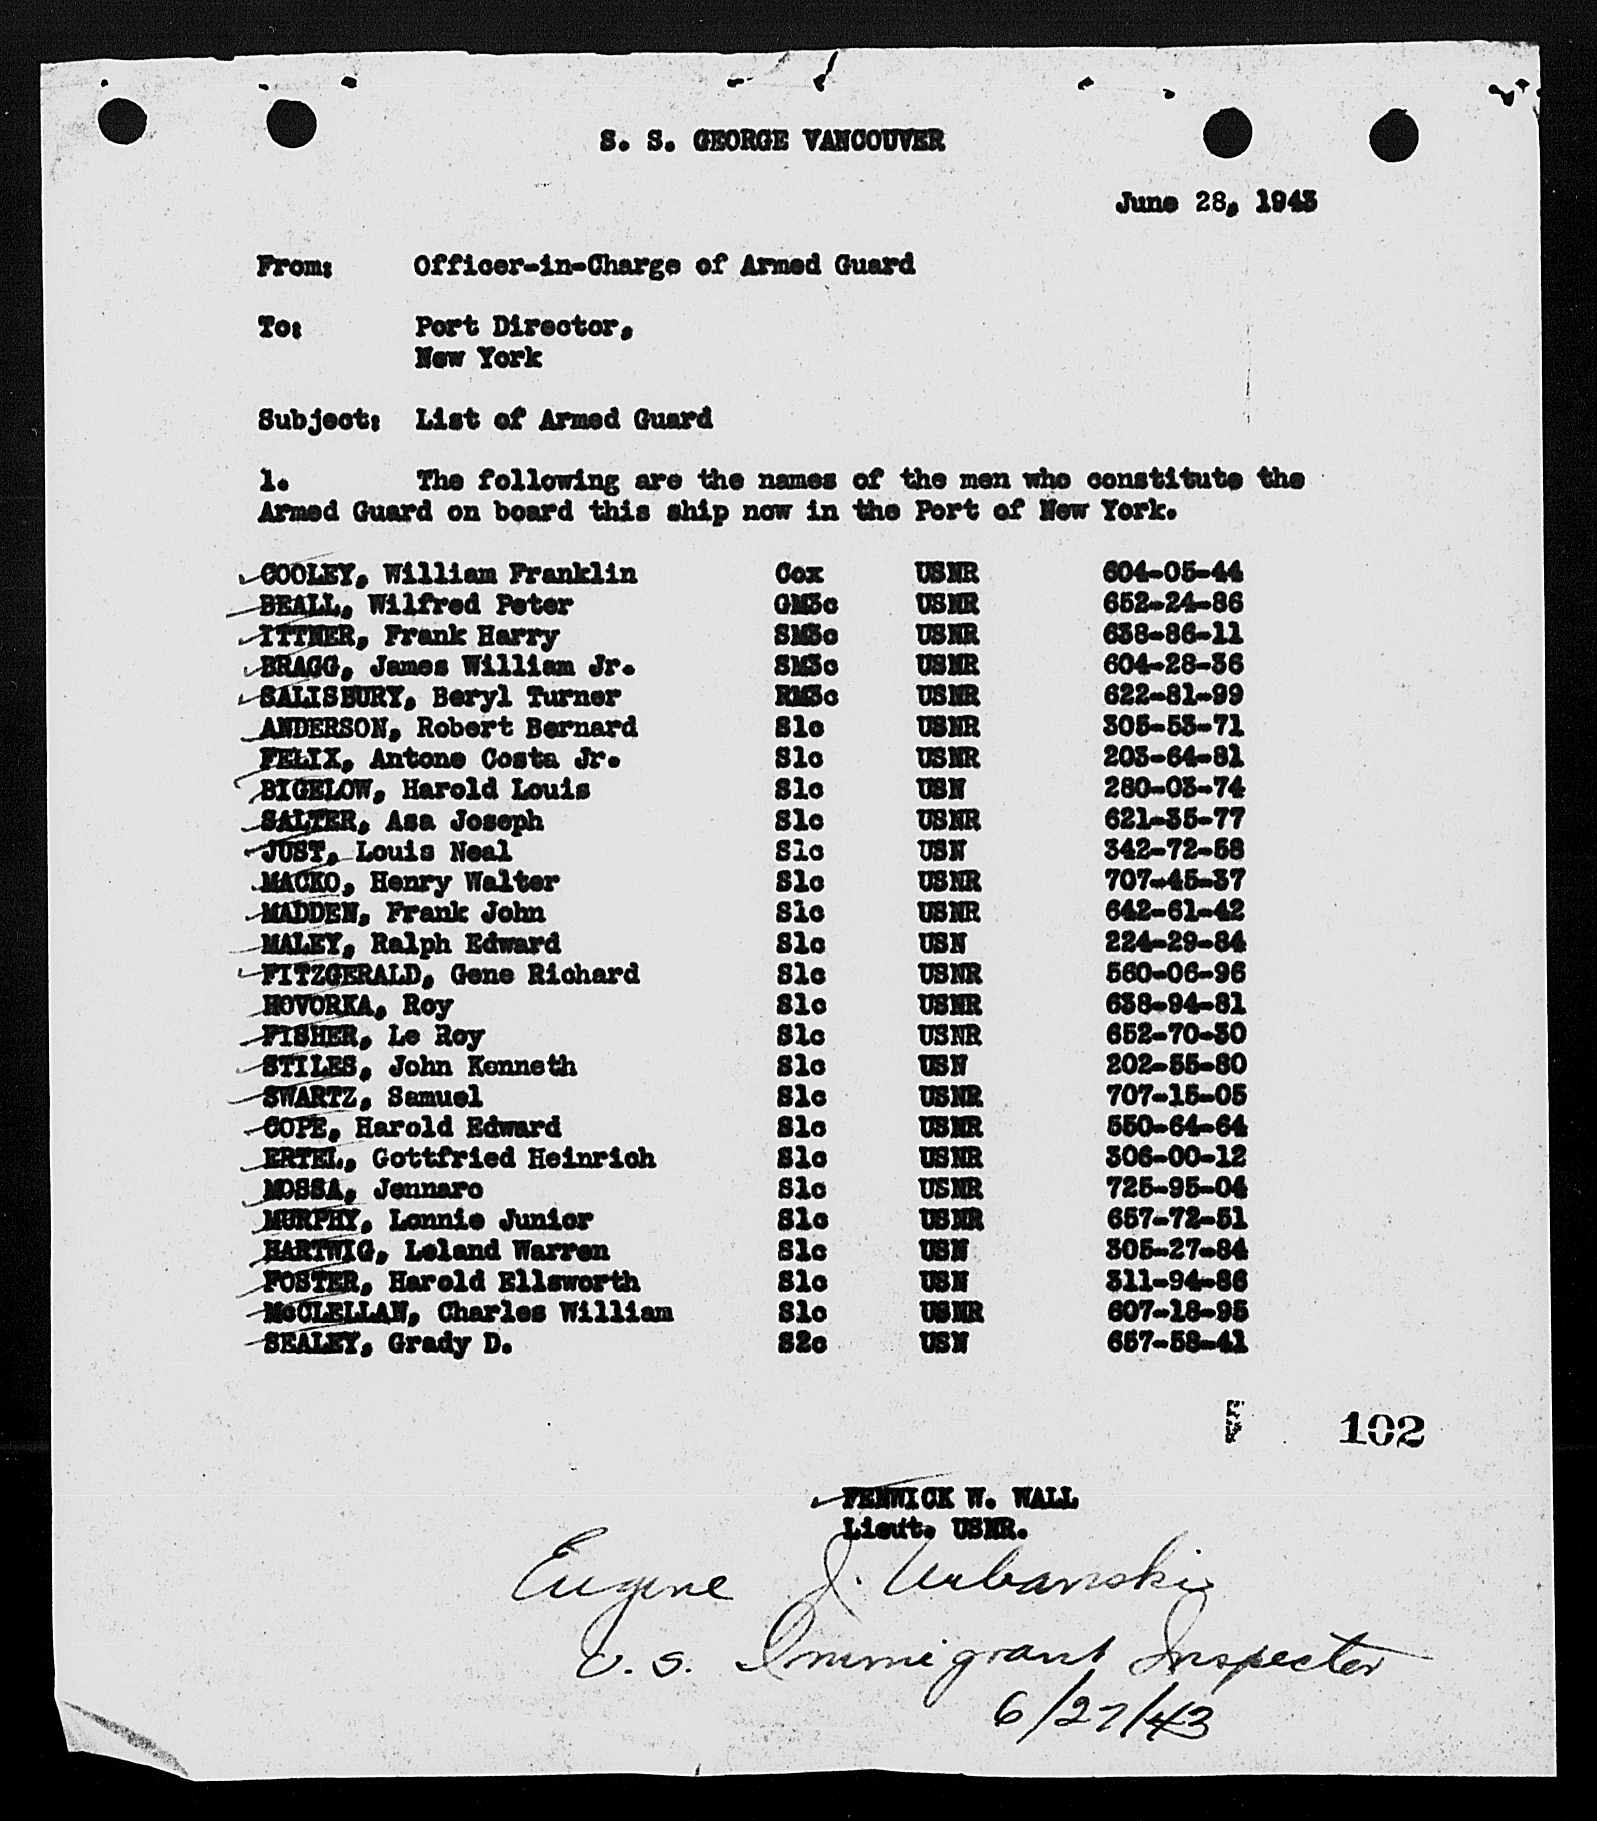 S. S. GEORGE VANCOUVER
June 28, 1943
From: Officer-in-Charge of Armed Guard
To: Port Director,
New York
Subject: List of Armed Guard
1. The following are the names of the men who constitute the
Armed Guard on board this ship now in the Port of New York.
COOLEY, William Franklin Cox USNR 604-05-44
BEALL, Wilfred Peter GM3c USNR 652-24-86
ITTNER, Frank Harry SM3c USNR 638-86-11
BRAGG, James William Jr. SM3c USNR 604-28-36
SALISBURY, Beryl Turner RM3c USNR 622-81-99
ANDERSON, Robert Bernard S1c USNR 305-53-71
FELIX, Antone Costa Jr. S1c USNR 203-64-81
BIGELOW, Harold Louis S1c USN 280-03-74
SALTER, Asa Joseph S1c USNR 621-35-77
JUST, Louis Neal S1c USN 342-72-58
MACKO, Henry Walter S1c USNR 707-45-37
MADDEN, Frank John S1c USNR 642-61-42
MALEY, Ralph Edward S1c USN 224-29-84
FITZGERALD, Gene Richard S1c USNR 560-06-96
HOVORKA, Roy S1c USNR 638-94-81
FISHER, Le Roy S1c USNR 652-70-30
STILES, John Kenneth S1c USN 202-55-80
SWARTZ, Samuel S1c USNR 707-15-05
COPE, Harold Edward S1c USNR 550-64-64
ERTEL, Gottfried Heinrich S1c USNR 306-00-12
MOSSA, Jennaro S1c USNR 725-95-04
MURPHY, Lonnie Junior S1c USNR 657-72-51
HARTWIG, Leland Warren S1c USN 305-27-84
FOSTER, Harold Ellsworth S1c USN 311-94-86
McCLELLAN, Charles William S1c USNR 607-18-95
SEALEY, Grady D. S2c USN 657-58-41
102
FENWICK W. WALL
Lieut. USNR.
Eugene J. Urbanski
U. S. Immigrant Inspector
6/27/43